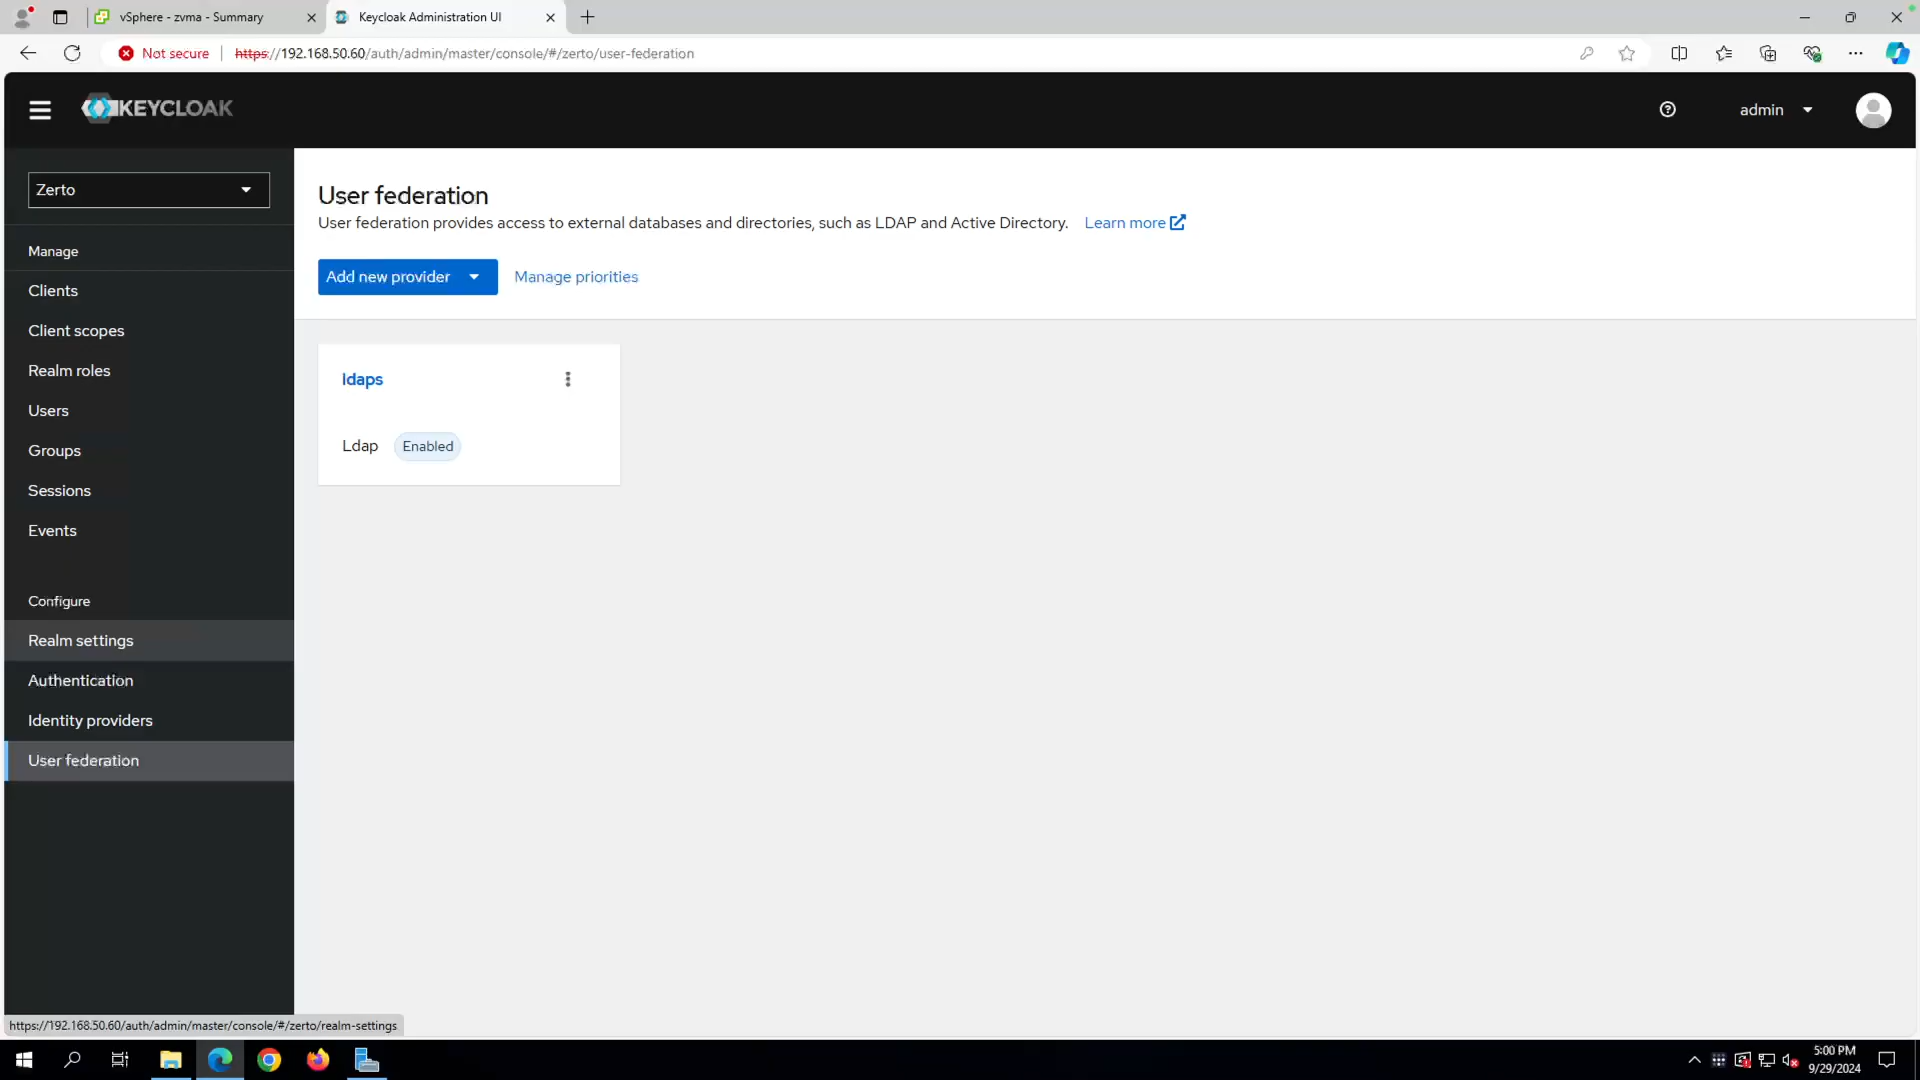 vSphere - zvma - Summary
Keycloak Administration UI
Not secure
https://192.168.50.60/auth/admin/master/console/#/zerto/user-federation
KEYCLOAK
admin
Zerto
Manage
Clients
Client scopes
Realm roles
Users
Groups
Sessions
Events
Configure
Realm settings
Authentication
Identity providers
User federation
User federation
User federation provides access to external databases and directories, such as LDAP and Active Directory. Learn more
Add new provider
Manage priorities
ldaps
Ldap Enabled
https://192.168.50.60/auth/admin/master/console/#/zerto/realm-settings
5:00 PM
9/29/2024